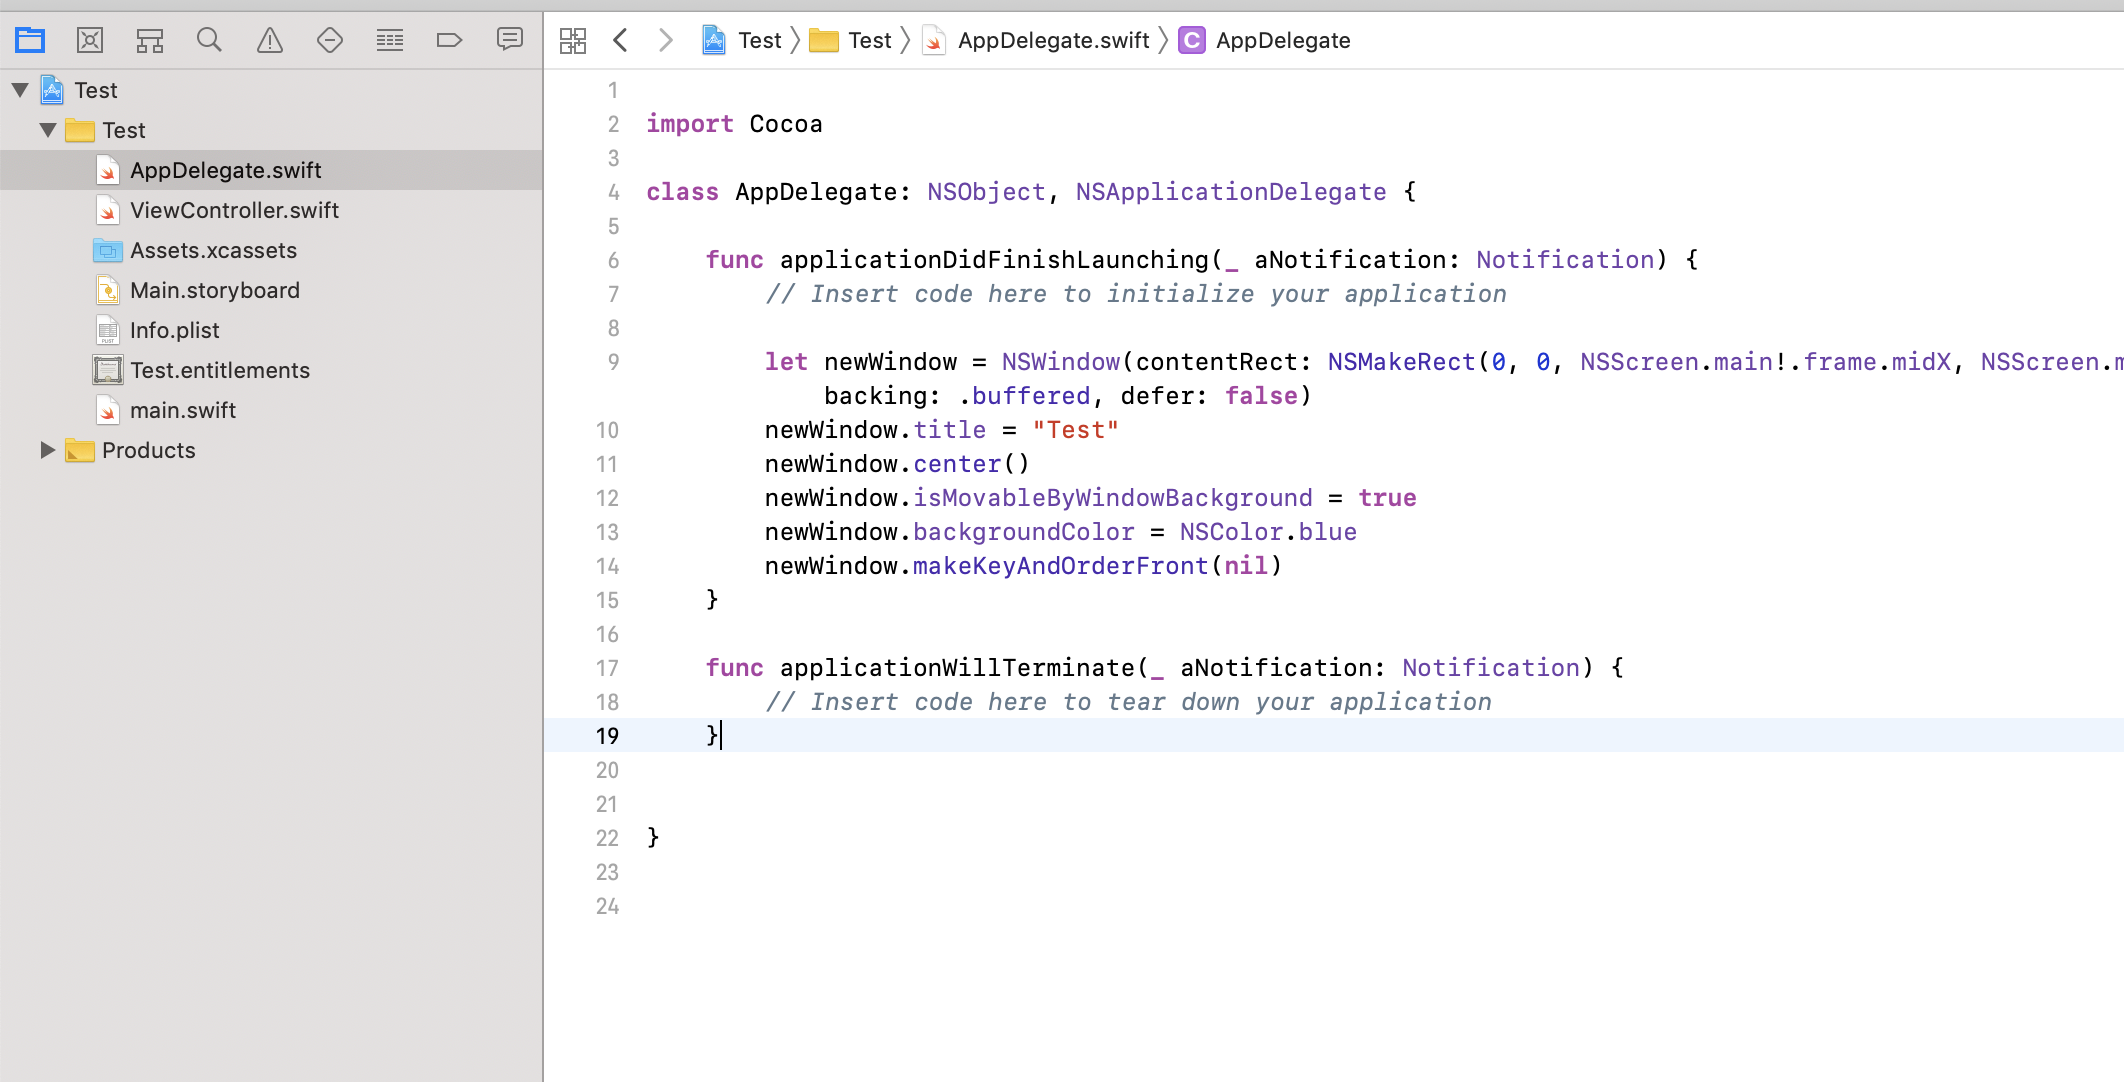 Test
Test
AppDelegate.swift
ViewController.swift
Assets.xcassets
Main.storyboard
Info.plist
Test.entitlements
main.swift
Products
Test Test AppDelegate.swift C AppDelegate
1
2 import Cocoa
3
4 class AppDelegate: NSObject, NSApplicationDelegate {
5
6 func applicationDidFinishLaunching(_ aNotification: Notification) {
7 // Insert code here to initialize your application
8
9 let newWindow = NSWindow(contentRect: NSMakeRect(0, 0, NSScreen.main!.frame.midX, NSScreen.m
backing: .buffered, defer: false)
10 newWindow.title = "Test"
11 newWindow.center()
12 newWindow.isMovableByWindowBackground = true
13 newWindow.backgroundColor = NSColor.blue
14 newWindow.makeKeyAndOrderFront(nil)
15 }
16
17 func applicationWillTerminate(_ aNotification: Notification) {
18 // Insert code here to tear down your application
19 }
20
21
22 }
23
24